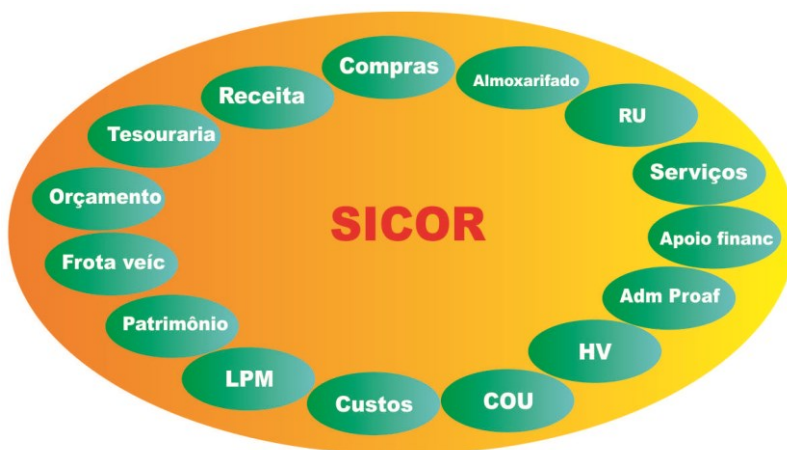 Compras
Almoxarifado
Receita
RU
Tesouraria
Serviços
Orçamento
SICOR
Apoio financ
Frota veíc
Adm Proaf
Patrimônio
HV
LPM
Custos
COU